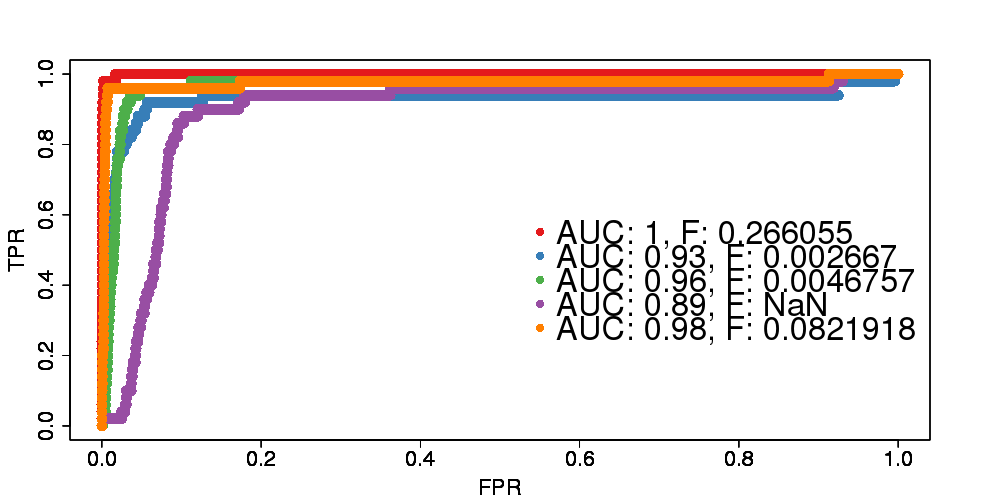 TPR
1.0
0.8
0.6
0.4
0.2
0.0
AUC: 1, F: 0.266055
AUC: 0.93, F: 0.002667
AUC: 0.96, F: 0.0046757
AUC: 0.89, F: NaN
AUC: 0.98, F: 0.0821918
0.0 0.2 0.4 0.6 0.8 1.0
FPR